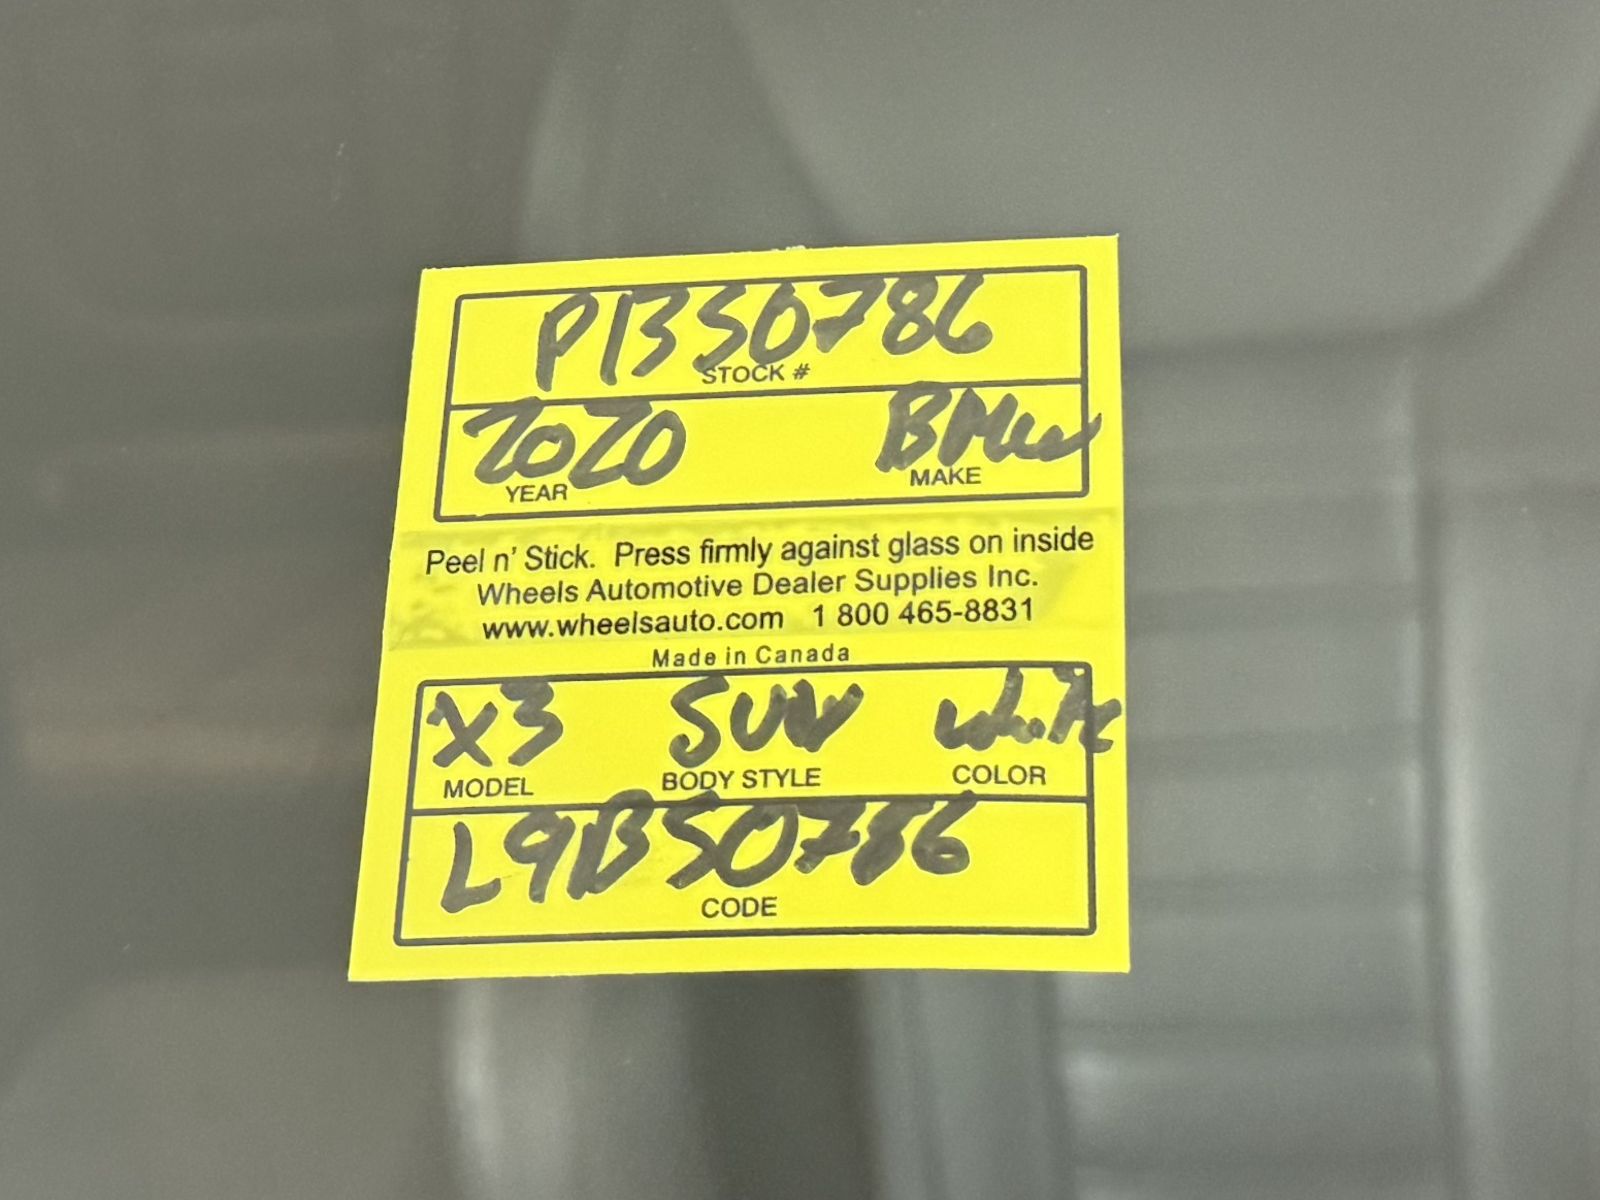 PB50786
STOCK #
2020 BMW
YEAR MAKE
Peel n' Stick. Press firmly against glass on inside
Wheels Automotive Dealer Supplies Inc.
www.wheelsauto.com 1 800 465-8831
Made in Canada
X3 SUV white
MODEL BODY STYLE COLOR
L9B50786
CODE